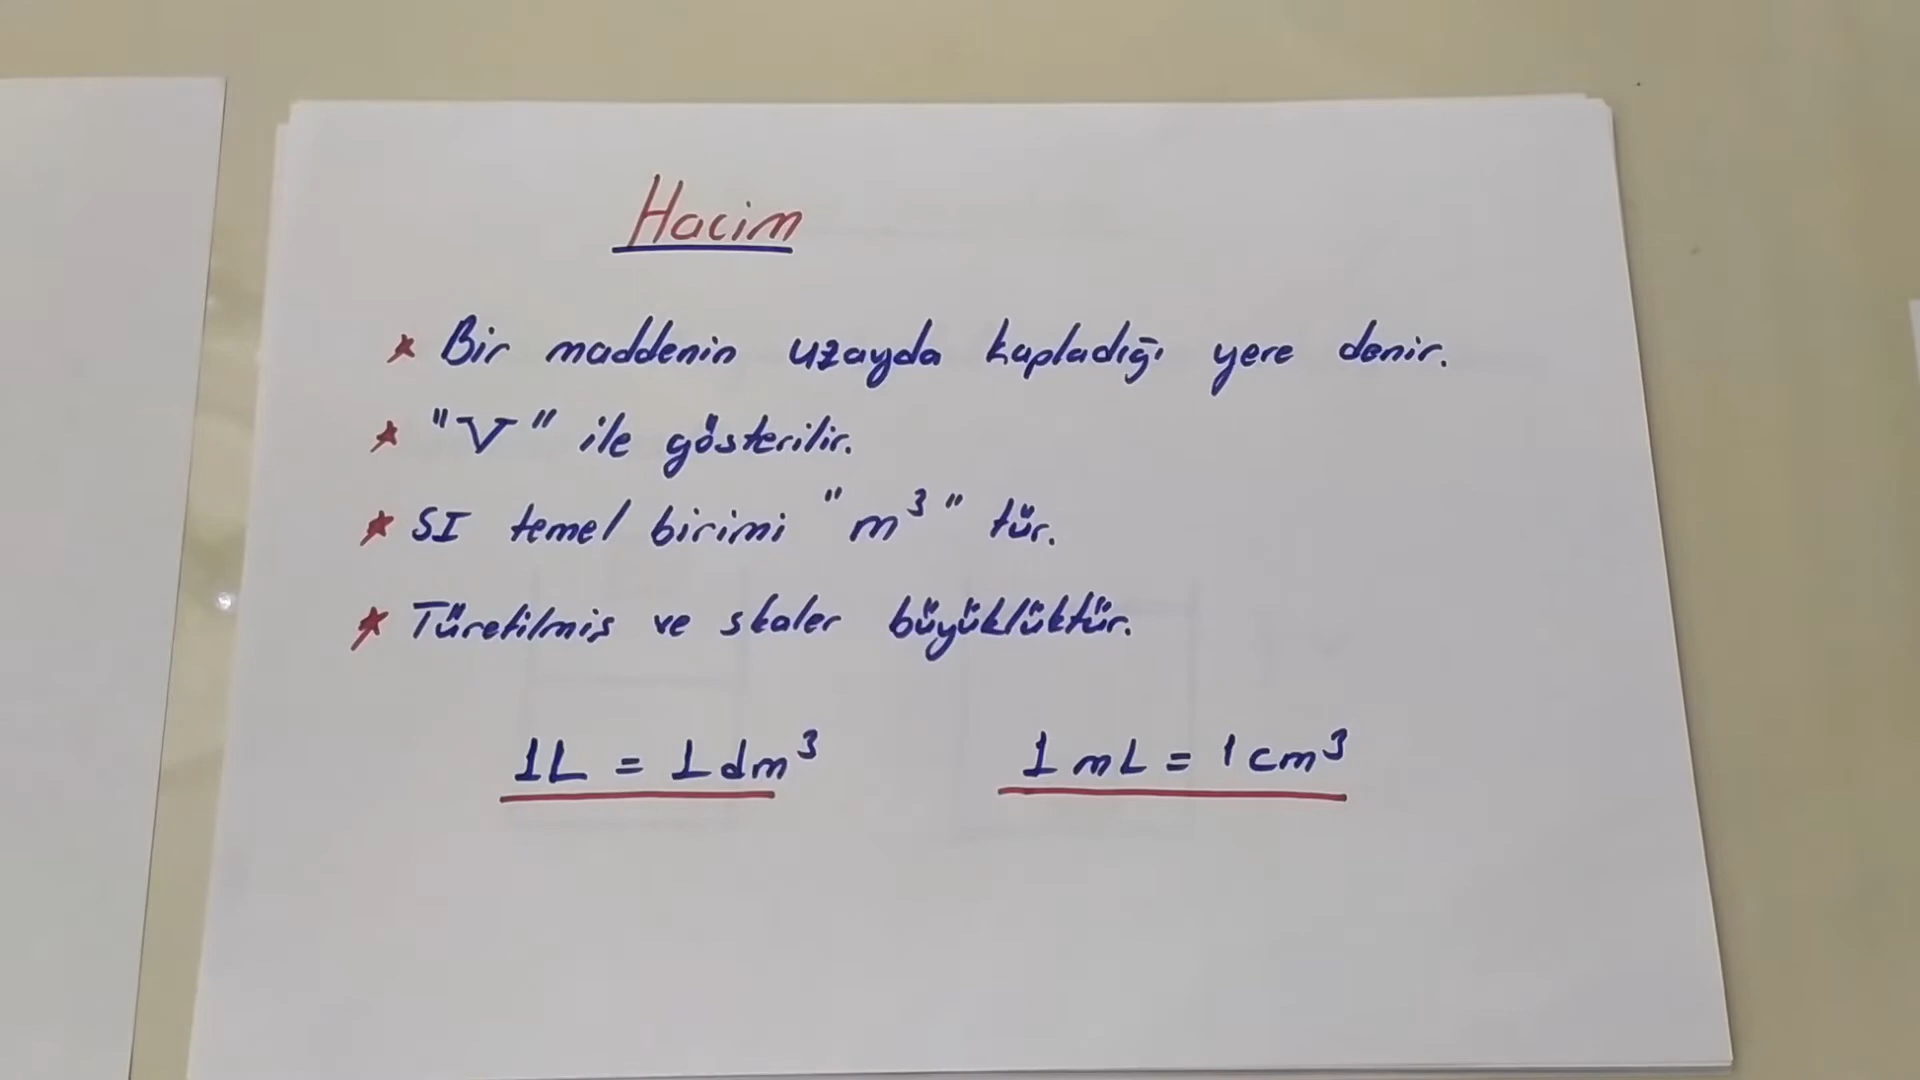 Hacim
★ Bir maddenin uzayda kapladığı yere denir.
★ "V" ile gösterilir.
★ SI temel birimi "m³" tür.
★ Türetilmiş ve skaler büyüklüktür.
1L = 1dm³ 1mL = 1cm³